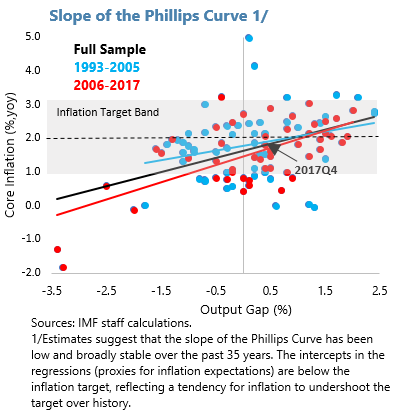 Slope of the Phillips Curve 1/
Core Inflation (%,yoy)
5.0
4.0
3.0
2.0
1.0
0.0
-1.0
-2.0
Full Sample
1993-2005
2006-2017
Inflation Target Band
2017Q4
-3.5 -2.5 -1.5 -0.5 0.5 1.5 2.5
Output Gap (%)
Sources: IMF staff calculations.
1/Estimates suggest that the slope of the Phillips Curve has been
low and broadly stable over the past 35 years. The intercepts in the
regressions (proxies for inflation expectations) are below the
inflation target, reflecting a tendency for inflation to undershoot the
target over history.